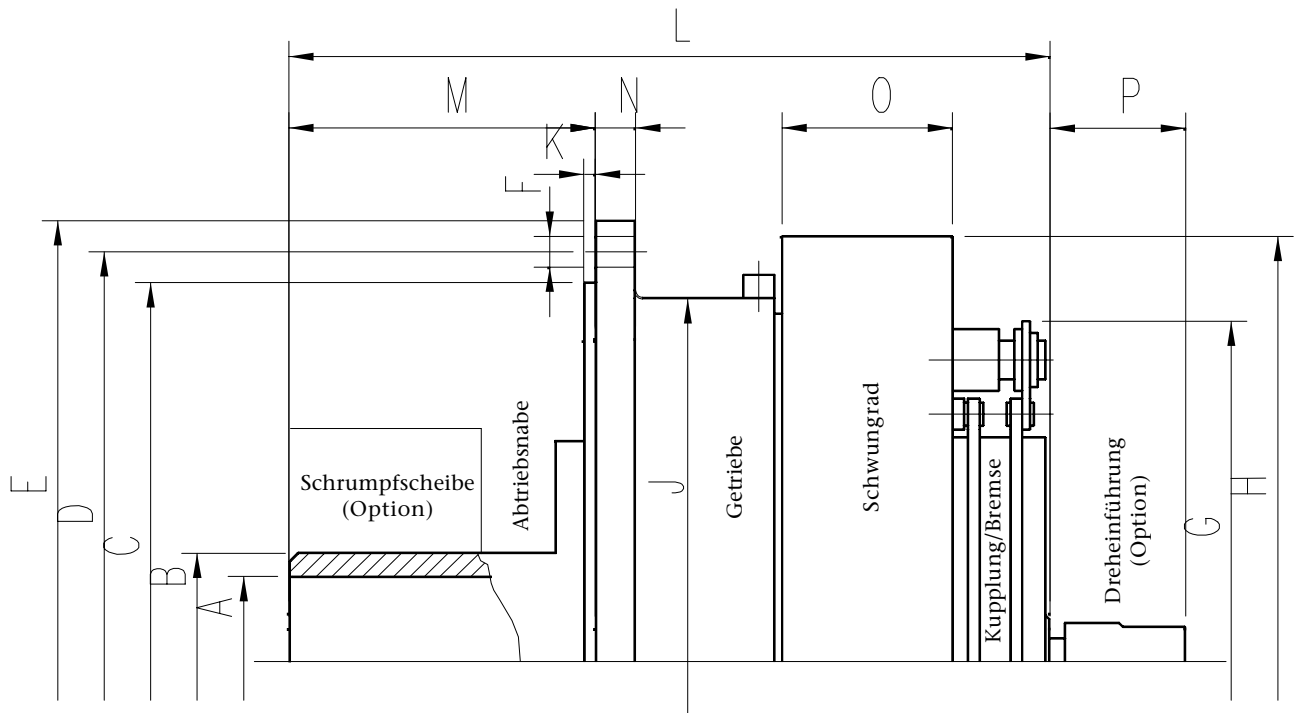 L
M
N
O
P
K
F
E
D
C
B
A
J
G
H
Schrumpfscheibe
(Option)
Abtriebsnabe
Getriebe
Schwungrad
Kupplung/Bremse
Dreheinführung
(Option)